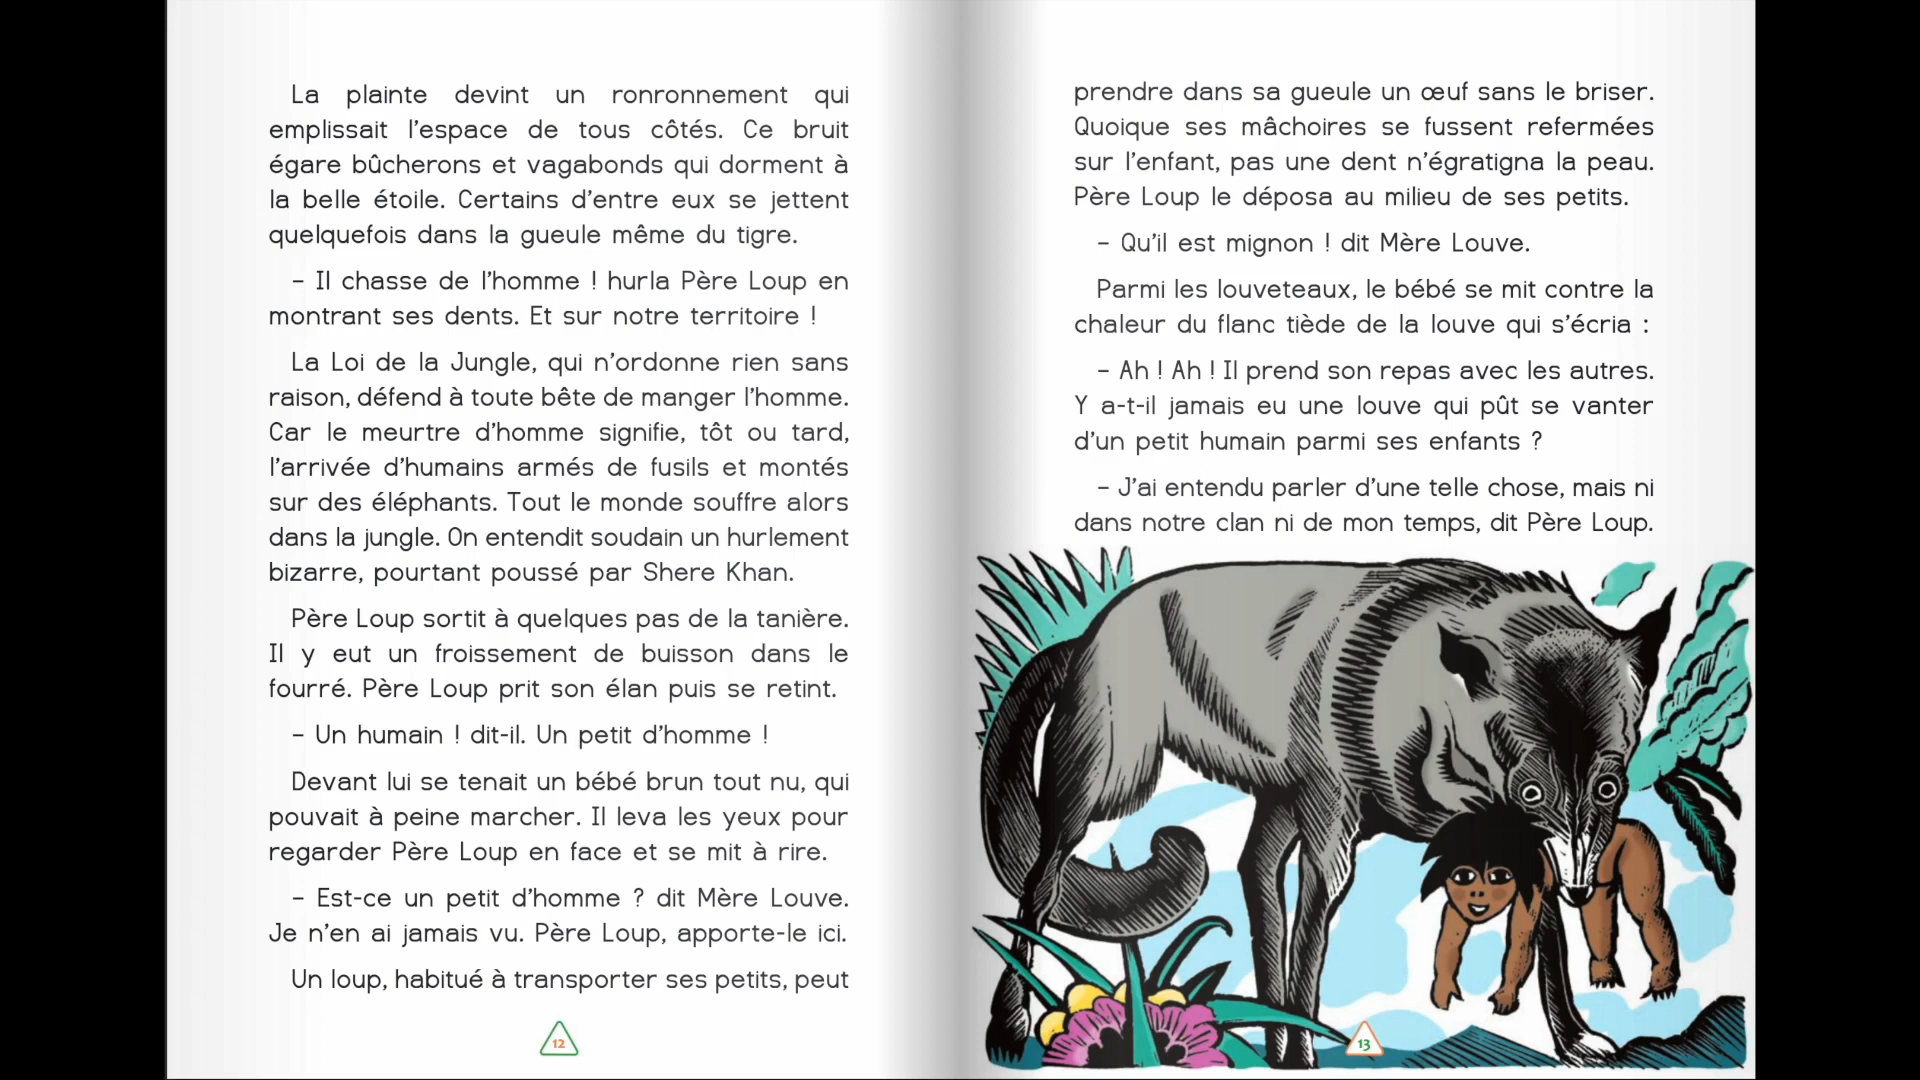 La plainte devint un ronronnement qui
emplissait l’espace de tous côtés. Ce bruit
égare bûcherons et vagabonds qui dorment à
la belle étoile. Certains d’entre eux se jettent
quelquefois dans la gueule même du tigre.
– Il chasse de l’homme ! hurla Père Loup en
montrant ses dents. Et sur notre territoire !
La Loi de la Jungle, qui n’ordonne rien sans
raison, défend à toute bête de manger l’homme.
Car le meurtre d’homme signifie, tôt ou tard,
l’arrivée d’humains armés de fusils et montés
sur des éléphants. Tout le monde souffre alors
dans la jungle. On entendit soudain un hurlement
bizarre, pourtant poussé par Shere Khan.
Père Loup sortit à quelques pas de la tanière.
Il y eut un froissement de buisson dans le
fourré. Père Loup prit son élan puis se retint.
– Un humain ! dit-il. Un petit d’homme !
Devant lui se tenait un bébé brun tout nu, qui
pouvait à peine marcher. Il leva les yeux pour
regarder Père Loup en face et se mit à rire.
– Est-ce un petit d’homme ? dit Mère Louve.
Je n’en ai jamais vu. Père Loup, apporte-le ici.
Un loup, habitué à transporter ses petits, peut
12
prendre dans sa gueule un œuf sans le briser.
Quoique ses mâchoires se fussent refermées
sur l’enfant, pas une dent n’égratigna la peau.
Père Loup le déposa au milieu de ses petits.
– Qu’il est mignon ! dit Mère Louve.
Parmi les louveteaux, le bébé se mit contre la
chaleur du flanc tiède de la louve qui s’écria :
– Ah ! Ah ! Il prend son repas avec les autres.
Y a-t-il jamais eu une louve qui pût se vanter
d’un petit humain parmi ses enfants ?
– J’ai entendu parler d’une telle chose, mais ni
dans notre clan ni de mon temps, dit Père Loup.
13